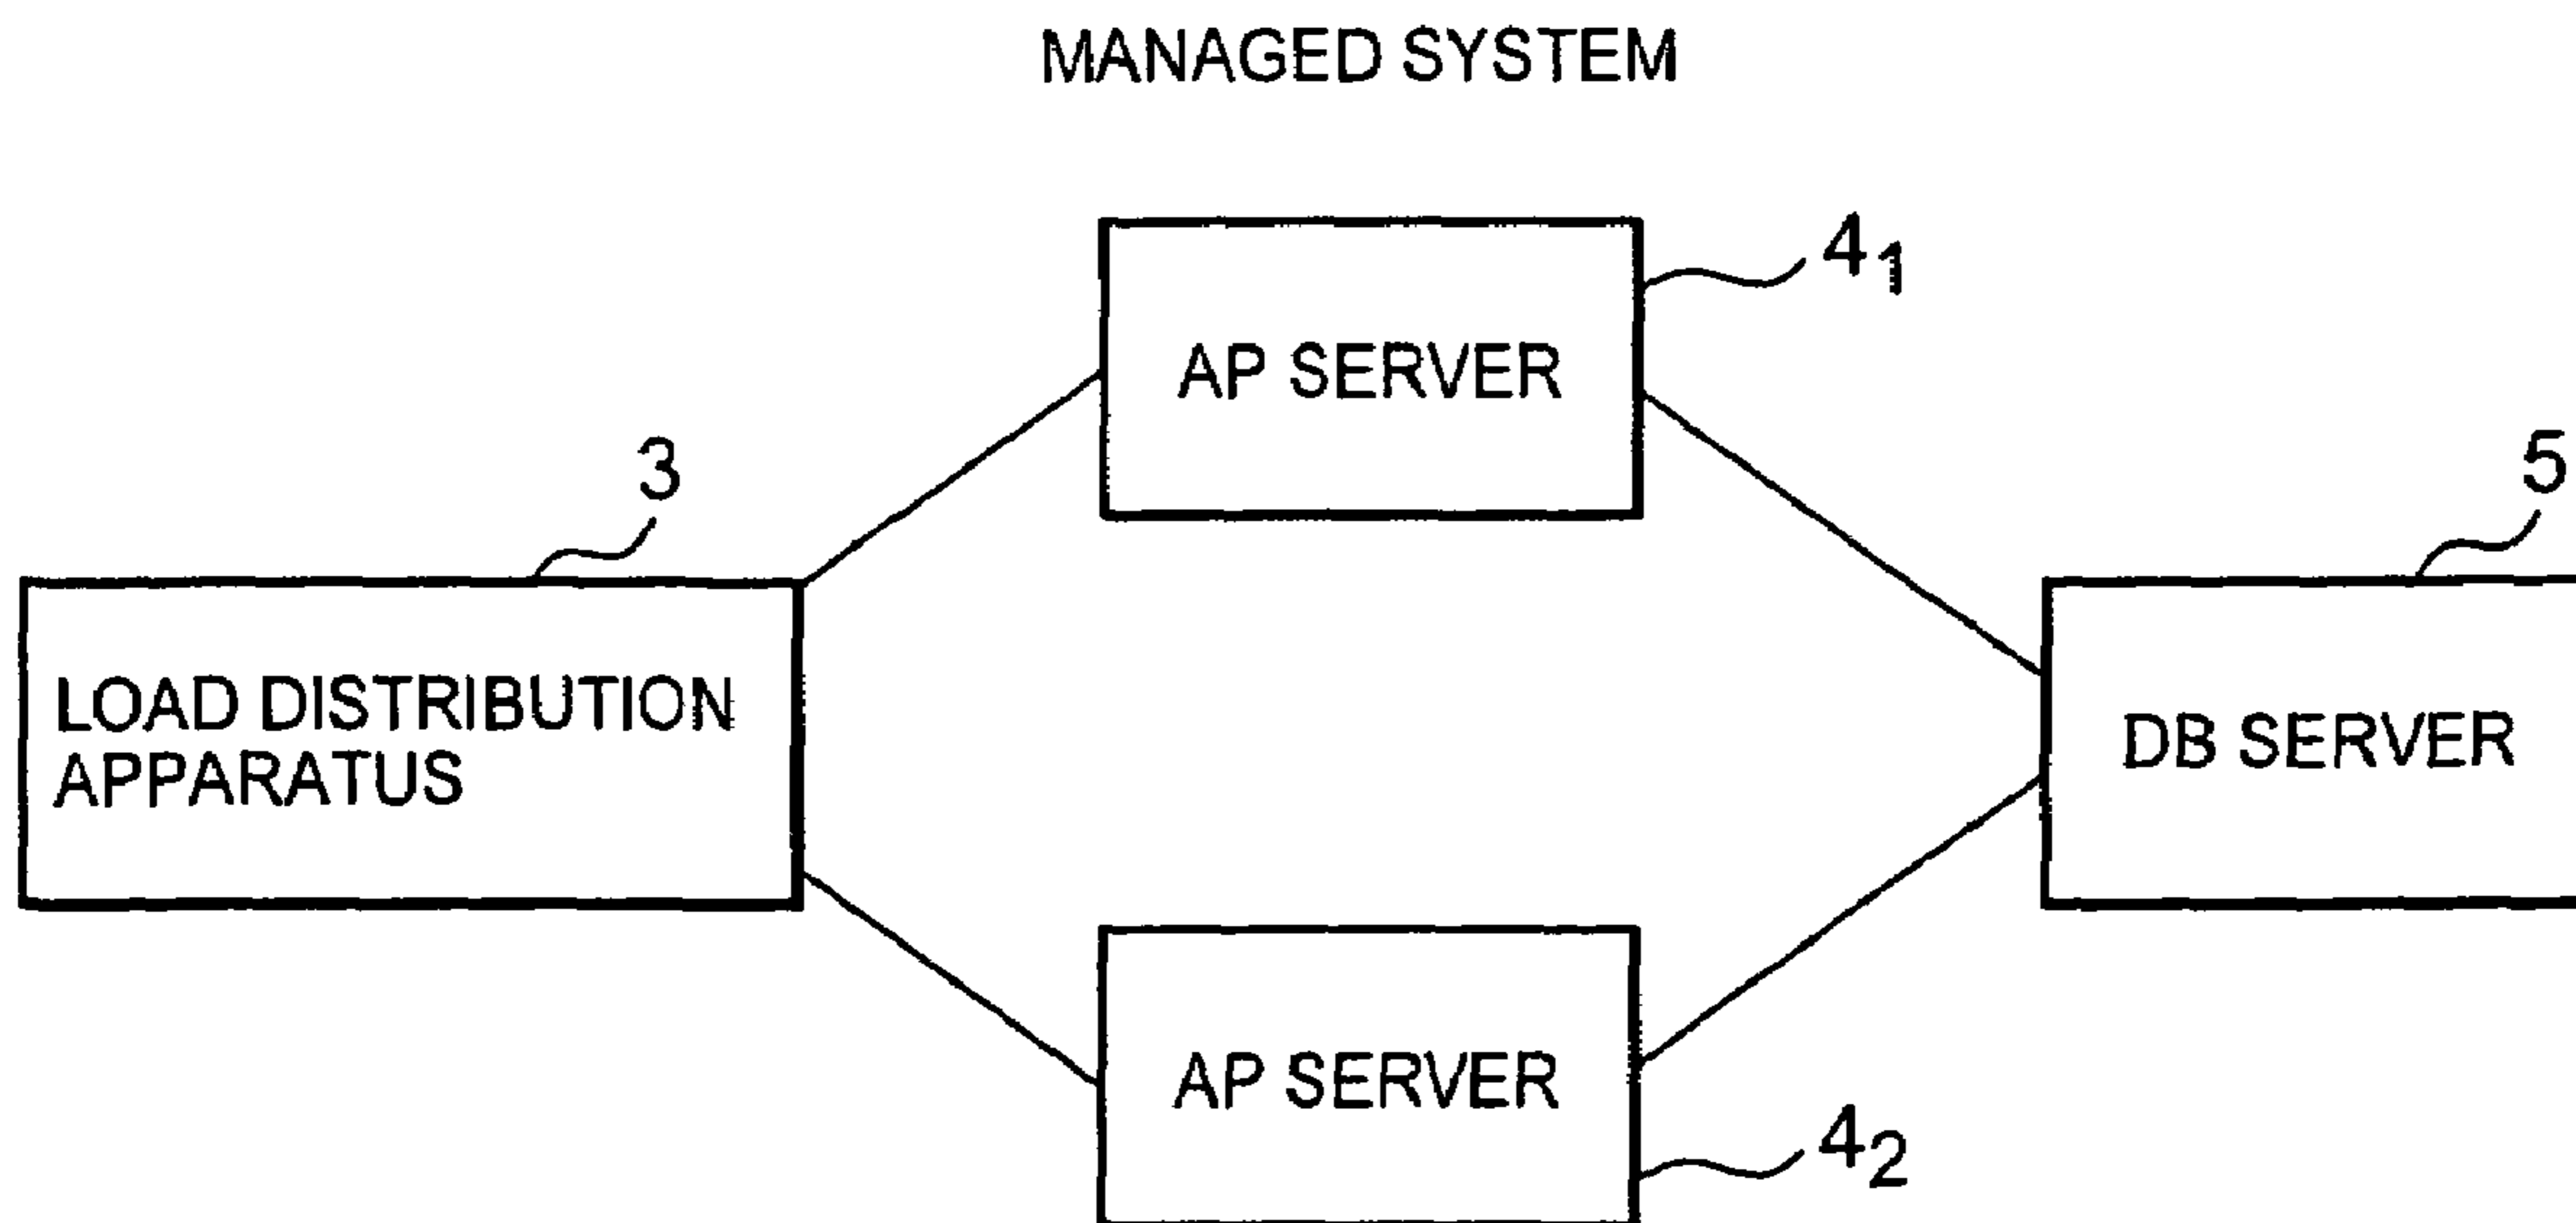 MANAGED SYSTEM
4₁
AP SERVER
3
5
LOAD DISTRIBUTION
APPARATUS
DB SERVER
AP SERVER
4₂